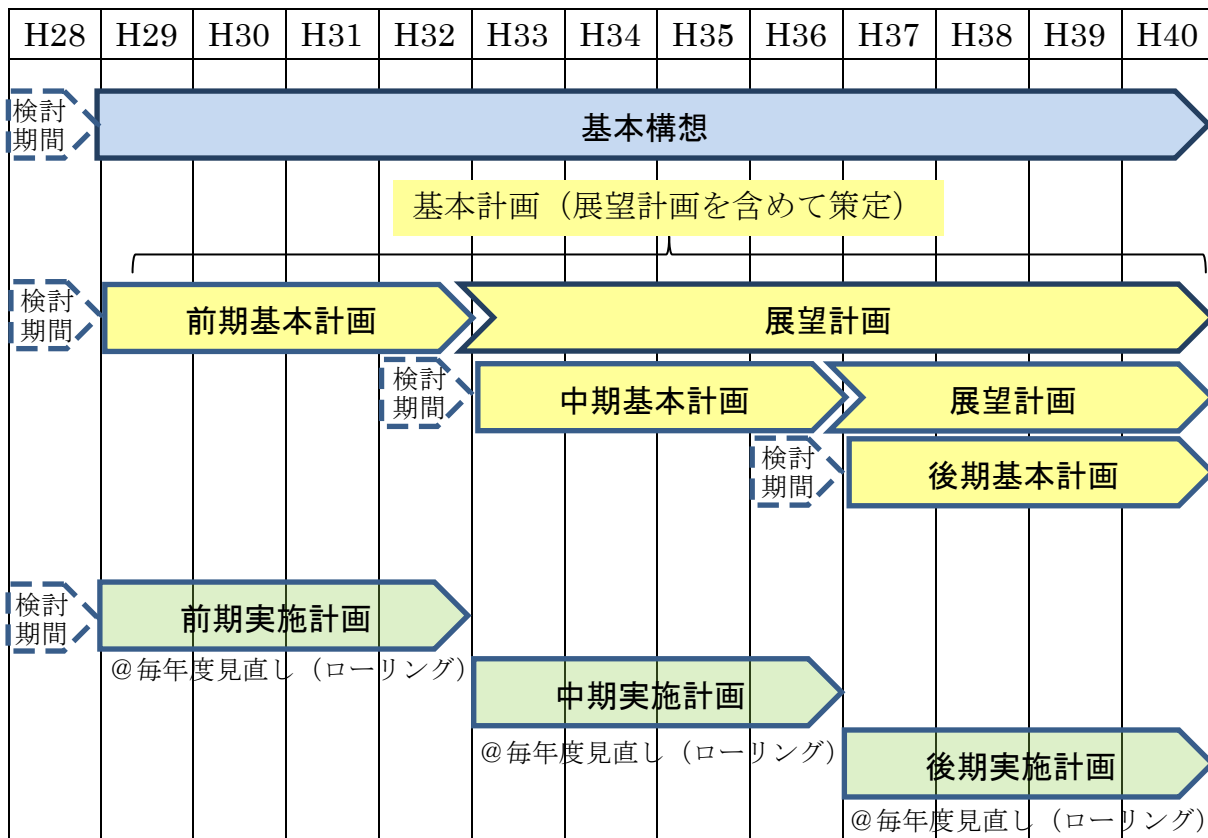 H28 H29 H30 H31 H32 H33 H34 H35 H36 H37 H38 H39 H40
検討
期間
基本構想
基本計画（展望計画を含めて策定）
検討
期間
前期基本計画
展望計画
検討
期間
中期基本計画
展望計画
検討
期間
後期基本計画
検討
期間
前期実施計画
＠毎年度見直し（ローリング）
中期実施計画
＠毎年度見直し（ローリング）
後期実施計画
＠毎年度見直し（ローリング）